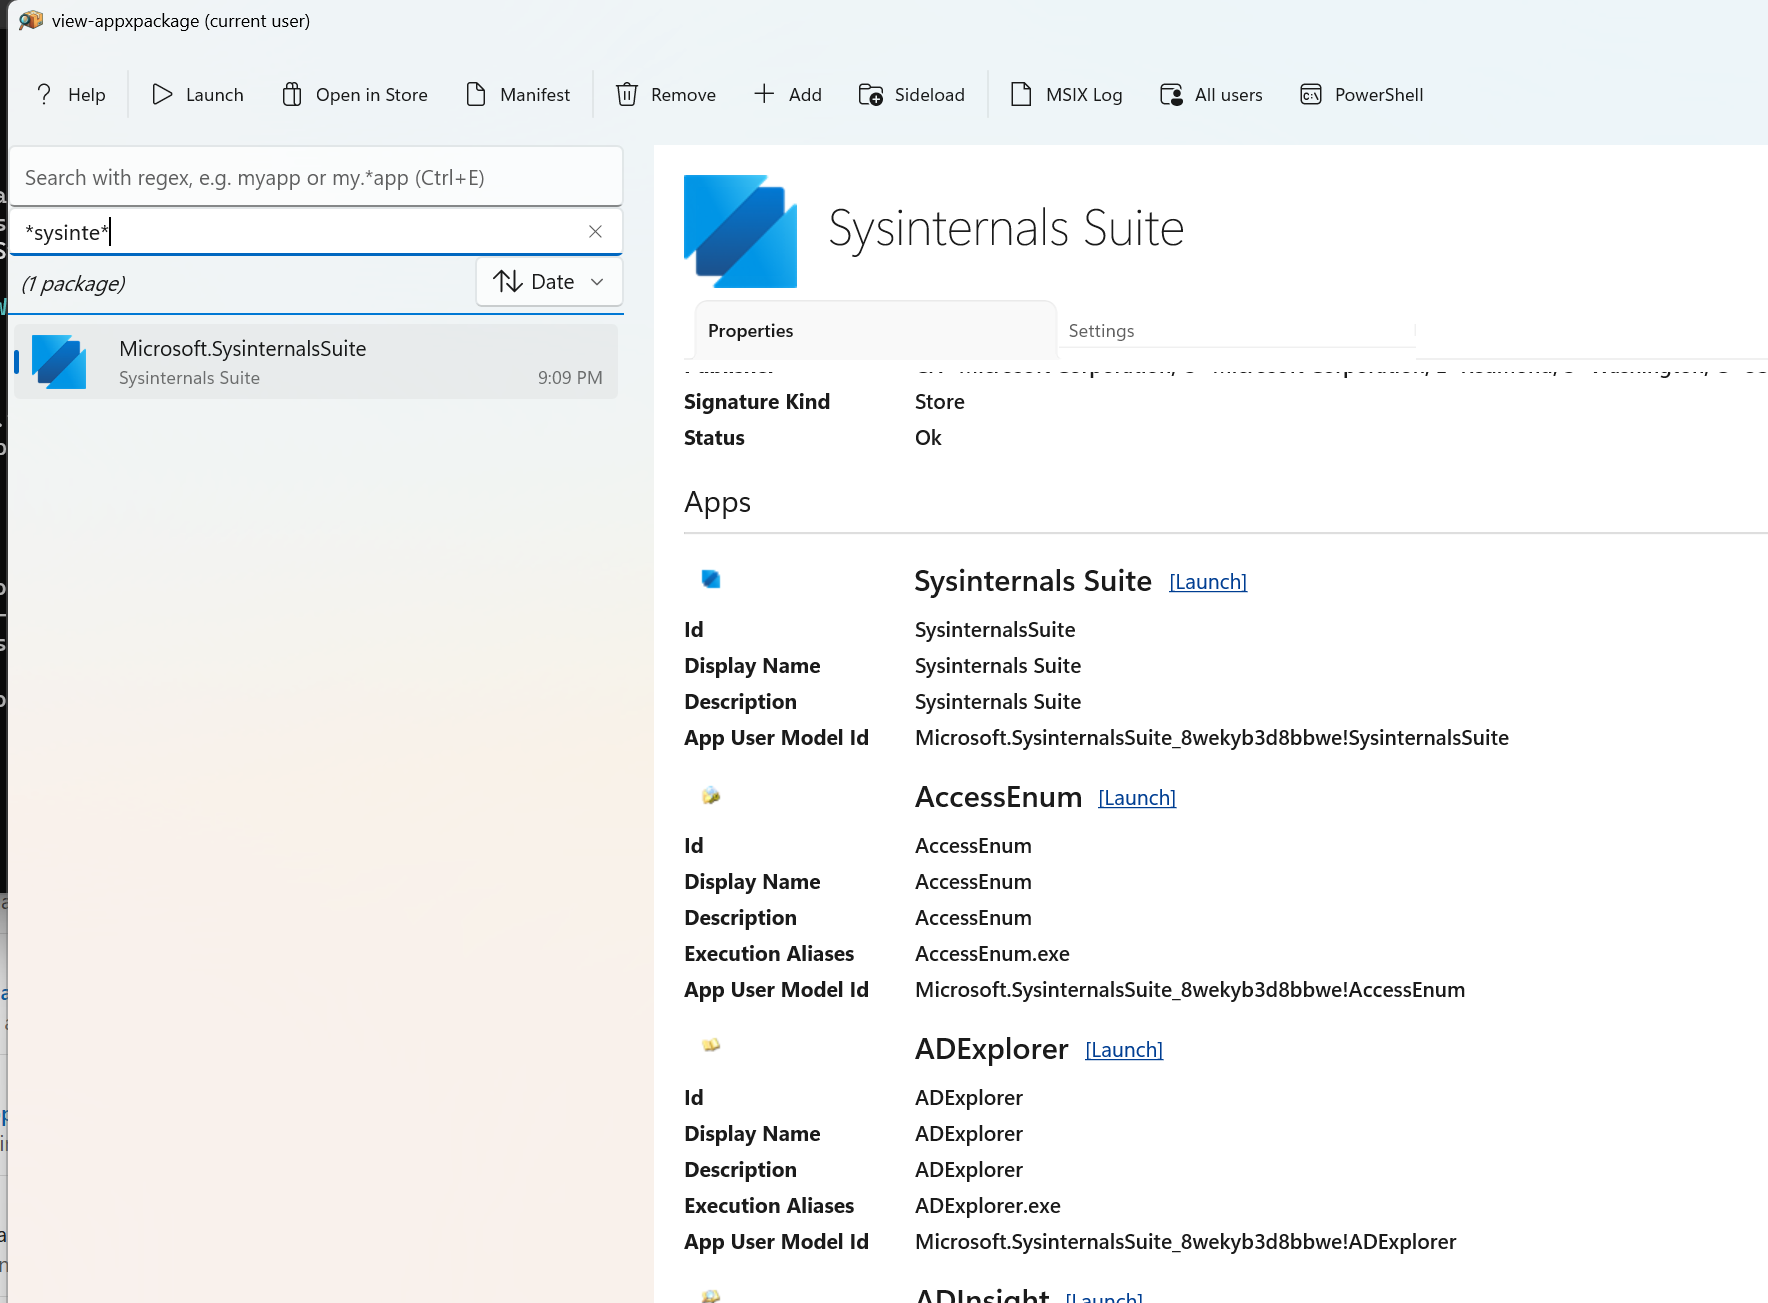 view-appxpackage (current user)
? Help Launch Open in Store Manifest Remove Add Sideload MSIX Log All users PowerShell
Search with regex, e.g. myapp or my.*app (Ctrl+E)
*sysinte*
(1 package) Date
Microsoft.SysinternalsSuite
Sysinternals Suite 9:09 PM
Sysinternals Suite
Properties Settings
Signature Kind Store
Status Ok
Apps
Sysinternals Suite [Launch]
Id SysinternalsSuite
Display Name Sysinternals Suite
Description Sysinternals Suite
App User Model Id Microsoft.SysinternalsSuite_8wekyb3d8bbwe!SysinternalsSuite
AccessEnum [Launch]
Id AccessEnum
Display Name AccessEnum
Description AccessEnum
Execution Aliases AccessEnum.exe
App User Model Id Microsoft.SysinternalsSuite_8wekyb3d8bbwe!AccessEnum
ADExplorer [Launch]
Id ADExplorer
Display Name ADExplorer
Description ADExplorer
Execution Aliases ADExplorer.exe
App User Model Id Microsoft.SysinternalsSuite_8wekyb3d8bbwe!ADExplorer
ADInsight [Launch]